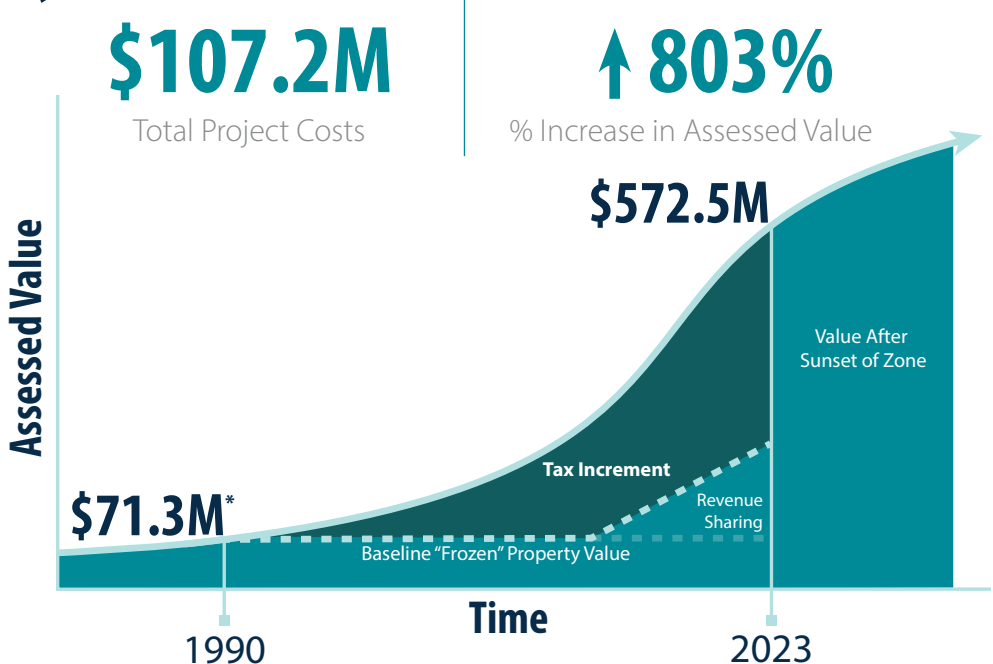 $107.2M
Total Project Costs
803%
% Increase in Assessed Value
$572.5M
Assessed Value
Value After
Sunset of Zone
Tax Increment
$71.3M*
Revenue
Sharing
Baseline “Frozen” Property Value
Time
1990
2023